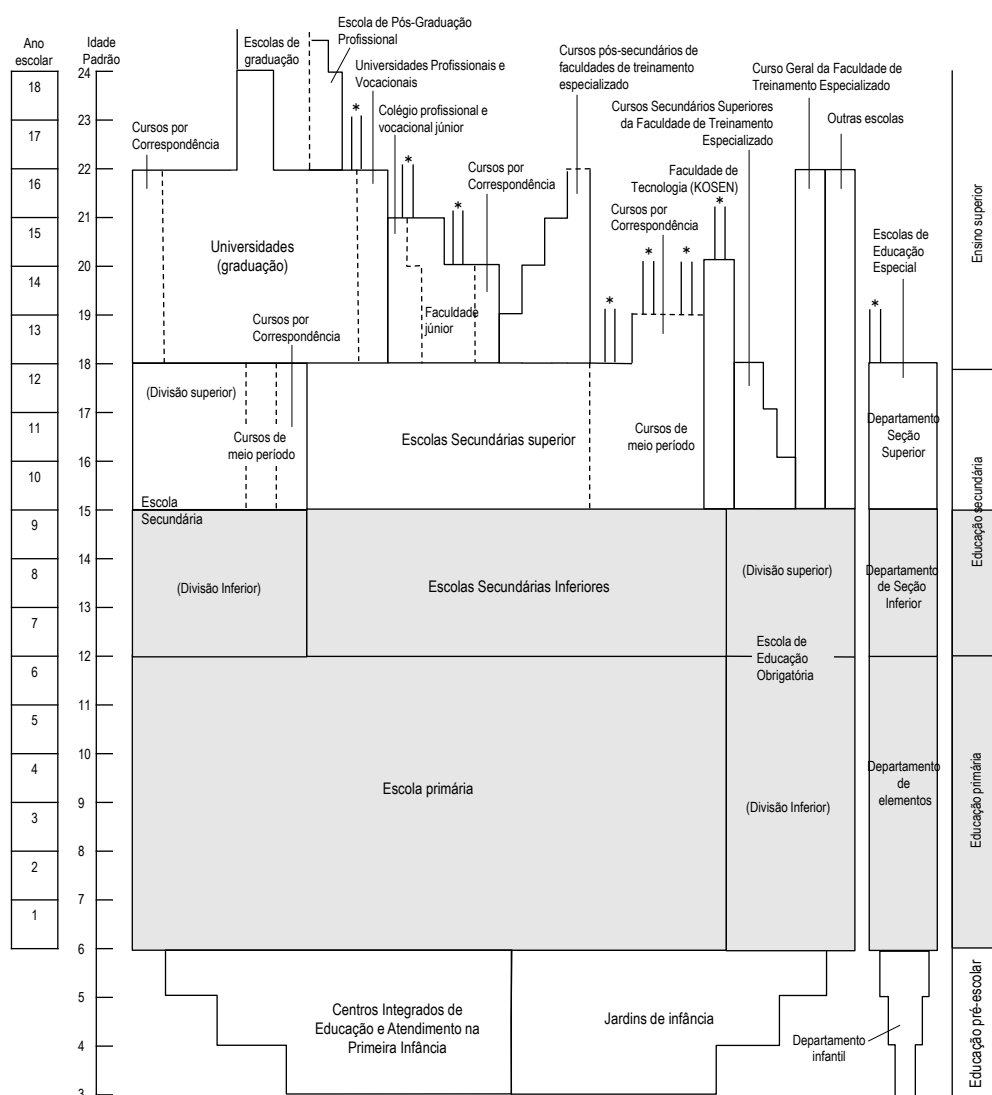 Ano
escolar
Idade
Padrão
Escolas de
graduação
Escola de Pós-Graduação
Profissional
Universidades Profissionais e
Vocacionais
Colégio profissional e
vocacional júnior
Cursos por
Correspondência
Cursos pós-secundários de
faculdades de treinamento
especializado
Curso Geral da Faculdade de
Treinamento Especializado
Cursos Secundários Superiores
da Faculdade de Treinamento
Especializado
Outras escolas
Cursos por
Correspondência
Faculdade de
Tecnologia (KOSEN)
Cursos por
Correspondência
Escolas de
Educação
Especial
Universidades
(graduação)
Cursos por
Correspondência
Faculdade
júnior
*
*
*
*
*
*
*
*
24
23
22
21
20
19
18
17
16
15
14
13
12
11
10
9
8
7
6
5
4
3
18
17
16
15
14
13
12
11
10
9
8
7
6
5
4
3
2
1
(Divisão superior)
Cursos de
meio período
Escolas Secundárias superior
Cursos de
meio período
Departamento
Seção
Superior
Escola
Secundária
(Divisão Inferior)
Escolas Secundárias Inferiores
(Divisão superior)
Departamento
de Seção
Inferior
Escola de
Educação
Obrigatória
Escola primária
(Divisão Inferior)
Departamento
de
elementos
Centros Integrados de
Educação e Atendimento na
Primeira Infância
Jardins de infância
Departamento
infantil
Ensino superior
Educação secundária
Educação primária
Educação pré-escolar